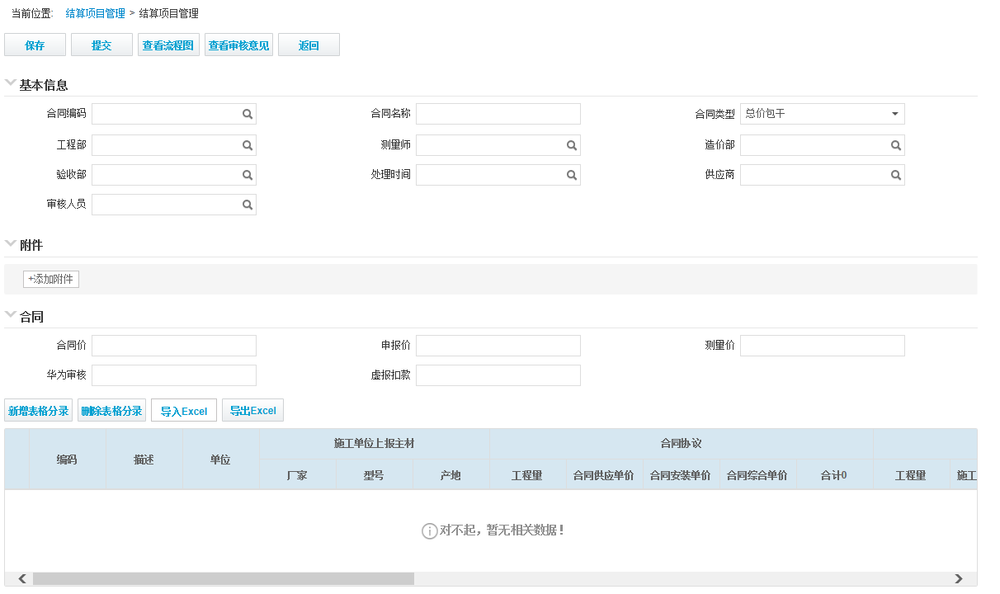 当前位置: 结算项目管理 > 结算项目管理
保存 提交 查看流程图 查看审核意见 返回
基本信息
合同编码 合同名称 合同类型 总价包干
工程部 测量师 造价部
验收部 处理时间 供应商
审核人员
附件
+添加附件
合同
合同价 申报价 测量价
华为审核 虚报扣款
新增表格分录 删除表格分录 导入Excel 导出Excel
编码 描述 单位 施工单位上报主材 合同协议
厂家 型号 产地 工程量 合同供应单价 合同安装单价 合同综合单价 合计0 工程量 施工
对不起，暂无相关数据！